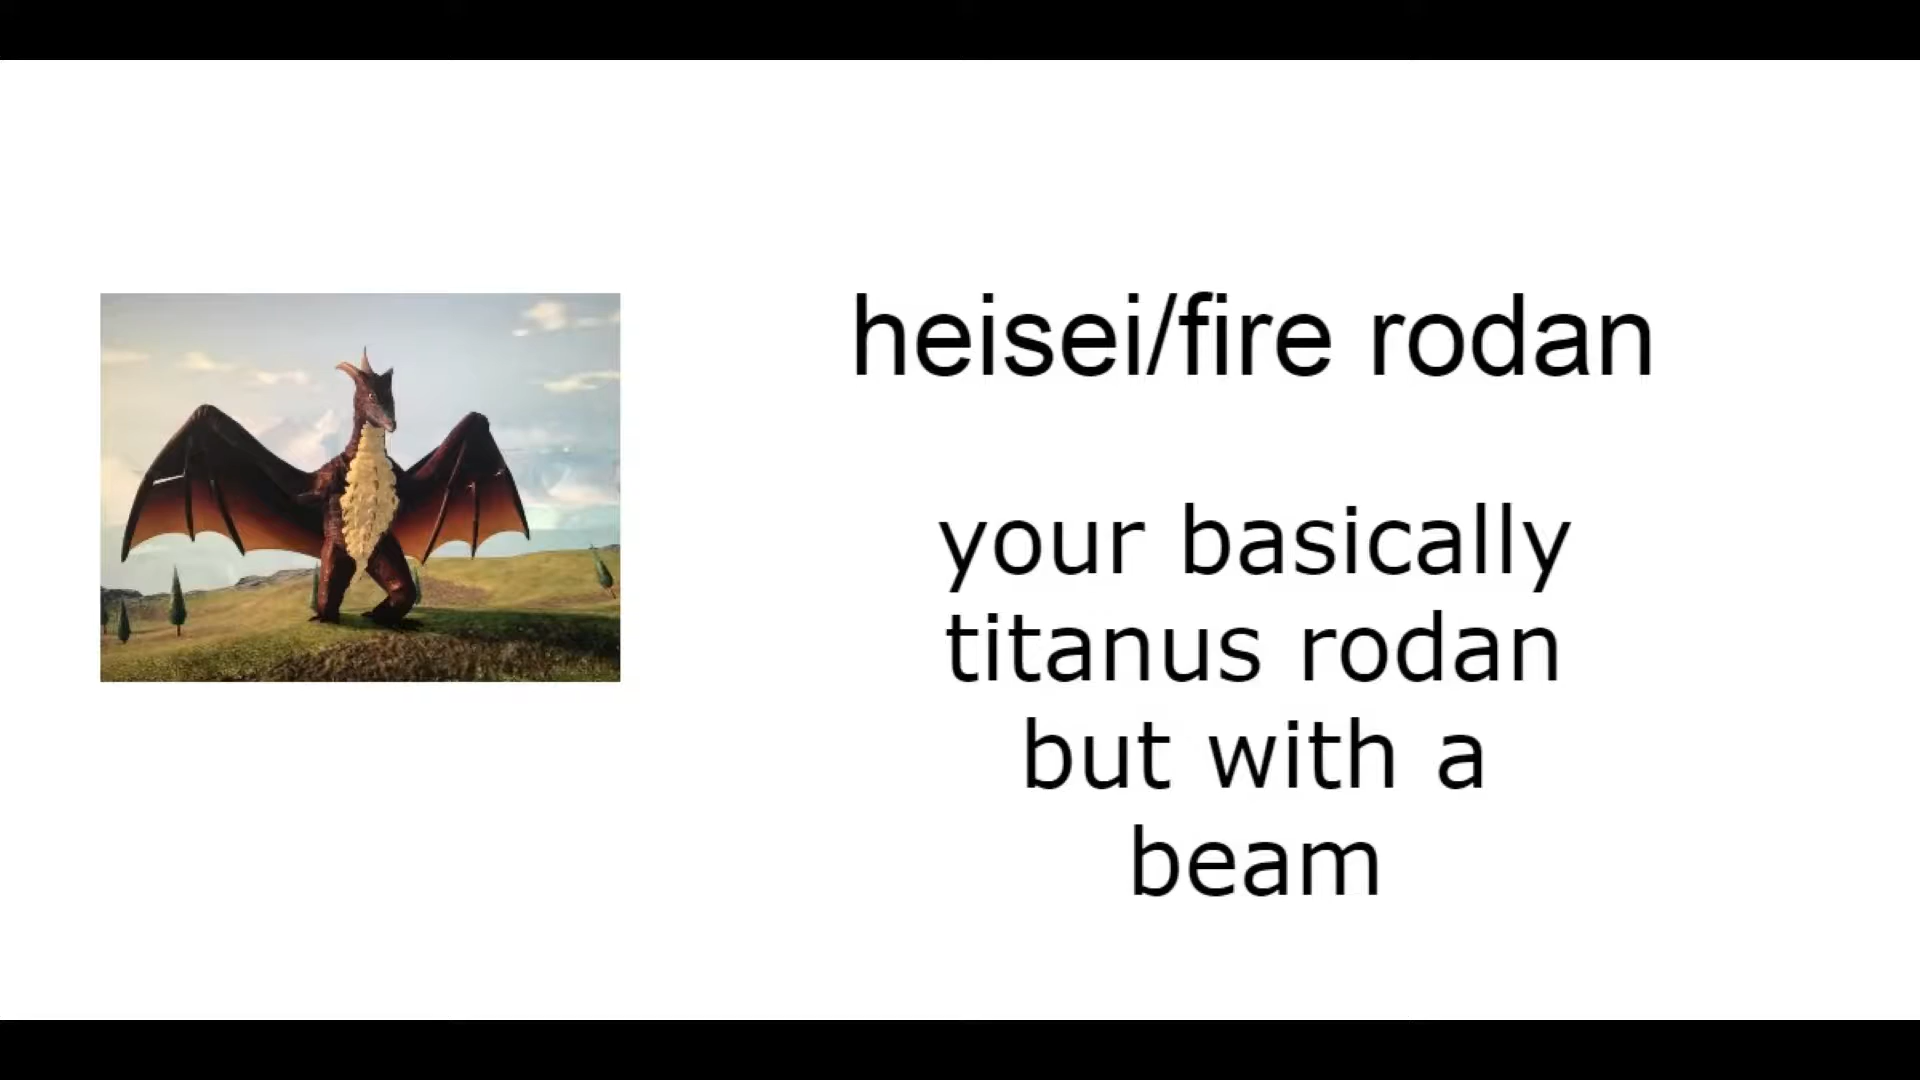 heisei/fire rodan
your basically
titanus rodan
but with a
beam